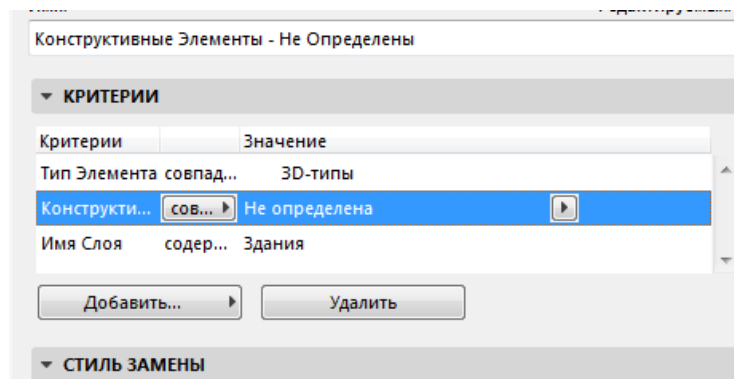 Конструктивные Элементы - Не Определены
КРИТЕРИИ
Критерии Значение
Тип Элемента совпад... 3D-типы
Конструкти... сов... Не определена
Имя Слоя содер... Здания
Добавить... Удалить
СТИЛЬ ЗАМЕНЫ